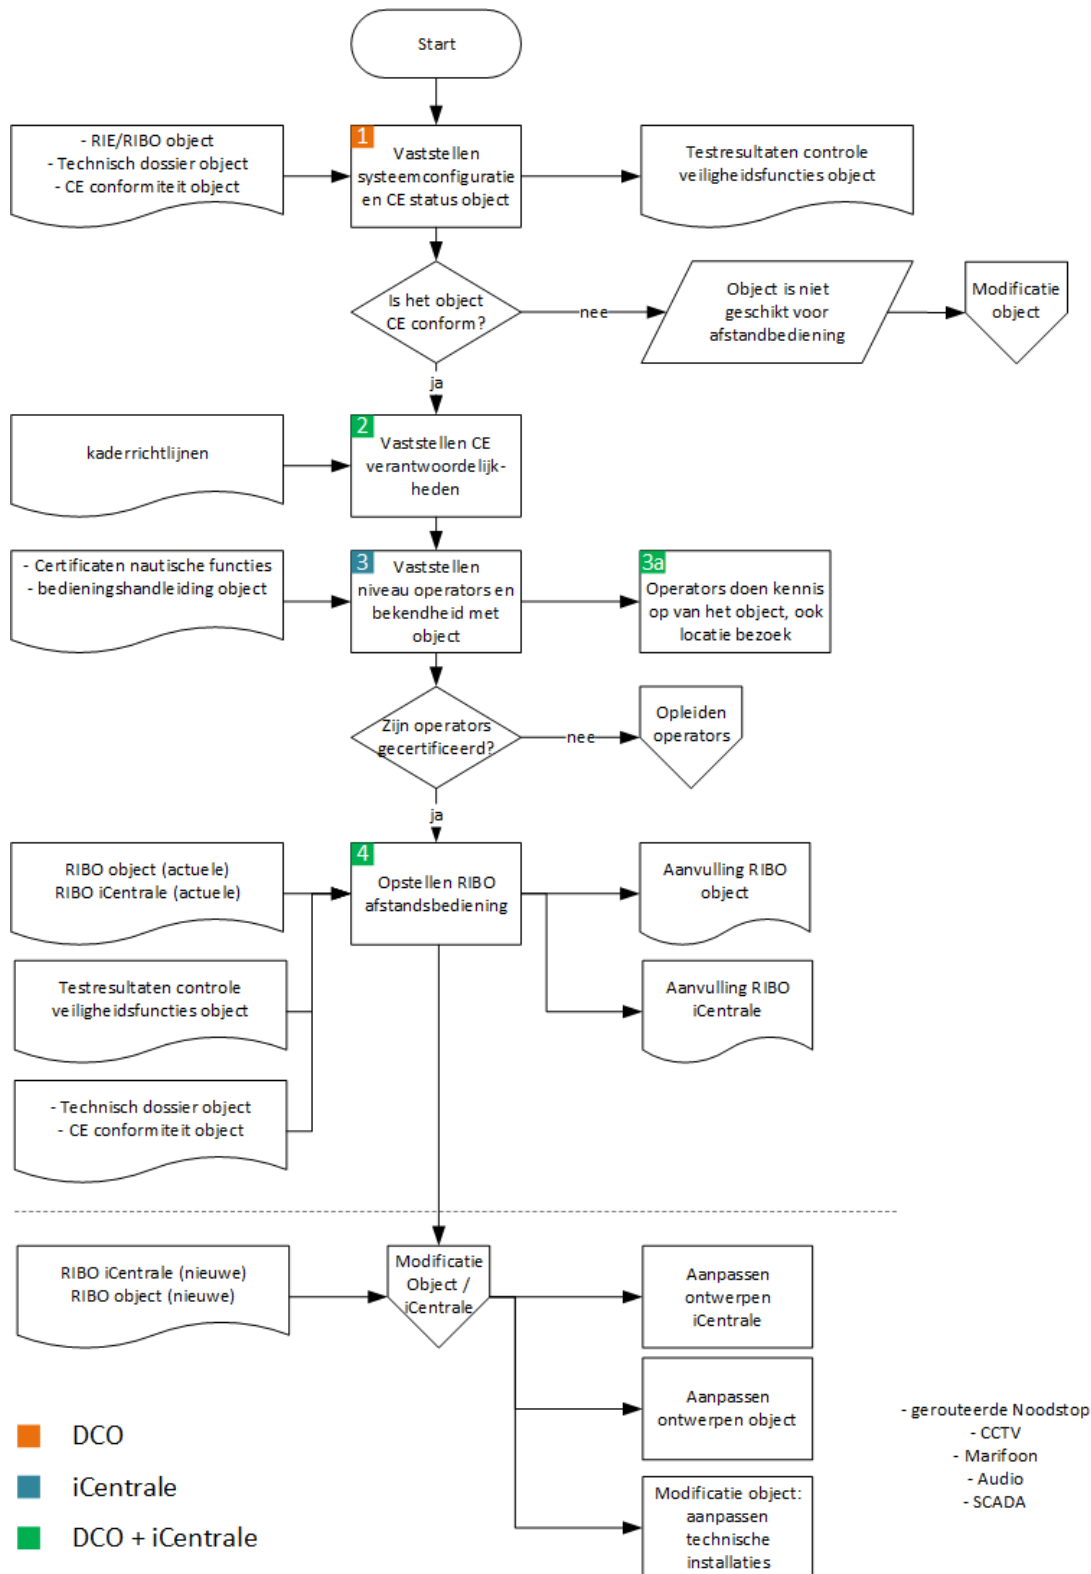 Start
- RIE/RIBO object
- Technisch dossier object
- CE conformiteit object
1
Vaststellen
systeemconfiguratie
en CE status object
Testresultaten controle
veiligheidsfuncties object
Is het object
CE conform?
nee
Object is niet
geschikt voor
afstandbediening
Modificatie
object
ja
kaderrichtlijnen
2
Vaststellen CE
verantwoordelijk-
heden
- Certificaten nautische functies
- bedieningshandleiding object
3
Vaststellen
niveau operators en
bekendheid met
object
3a
Operators doen kennis
op van het object, ook
locatie bezoek
Zijn operators
gecertificeerd?
nee
Opleiden
operators
ja
RIBO object (actuele)
RIBO iCentrale (actuele)
4
Opstellen RIBO
afstandsbediening
Aanvulling RIBO
object
Testresultaten controle
veiligheidsfuncties object
Aanvulling RIBO
iCentrale
- Technisch dossier object
- CE conformiteit object
RIBO iCentrale (nieuwe)
RIBO object (nieuwe)
Modificatie
Object /
iCentrale
Aanpassen
ontwerpen
iCentrale
Aanpassen
ontwerpen object
Modificatie object:
aanpassen
technische
installaties
- gerouteerde Noodstop
- CCTV
- Marifoon
- Audio
- SCADA
DCO
iCentrale
DCO + iCentrale